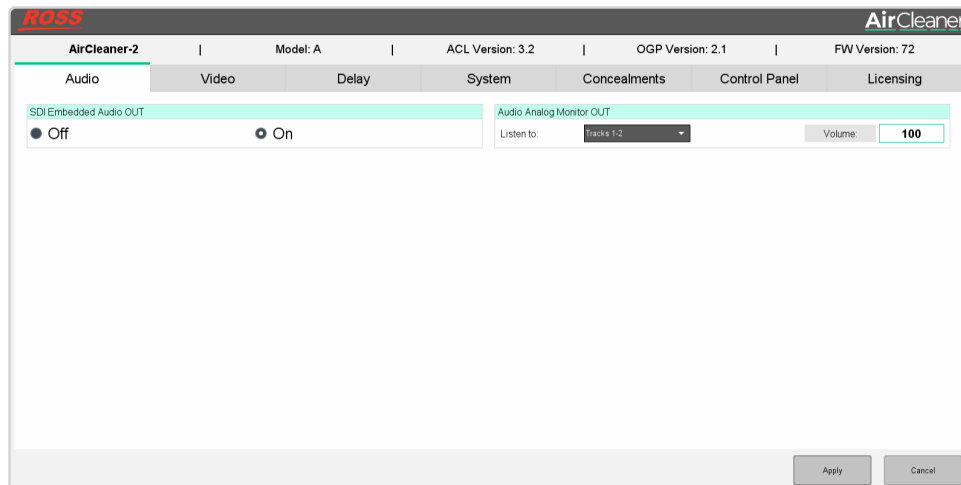 ROSS
AirCleaner
AirCleaner-2 | Model: A | ACL Version: 3.2 | OGP Version: 2.1 | FW Version: 72
Audio Video Delay System Concealments Control Panel Licensing
SDI Embedded Audio OUT
Off On
Audio Analog Monitor OUT
Listen to: Tracks 1-2 Volume: 100
Apply Cancel